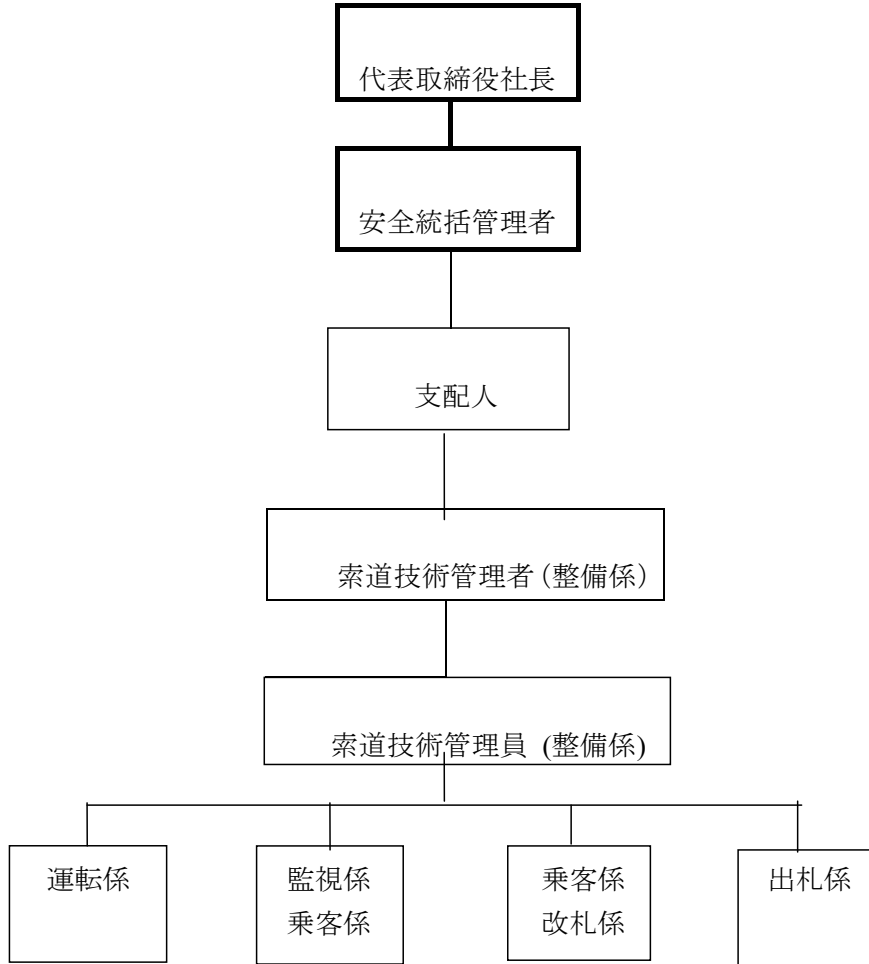 代表取締役社長
安全統括管理者
支配人
索道技術管理者（整備係）
索道技術管理員 (整備係)
運転係
監視係
乗客係
乗客係
改札係
出札係